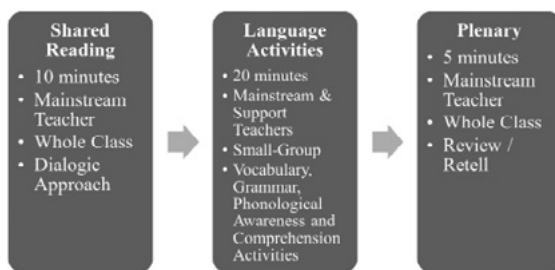 Shared
Reading
• 10 minutes
• Mainstream
Teacher
• Whole Class
• Dialogic
Approach
Language
Activities
• 20 minutes
• Mainstream &
Support
Teachers
• Small-Group
• Vocabulary,
Grammar,
Phonological
Awareness and
Comprehension
Activities
Plenary
• 5 minutes
• Mainstream
Teacher
• Whole Class
• Review /
Retell